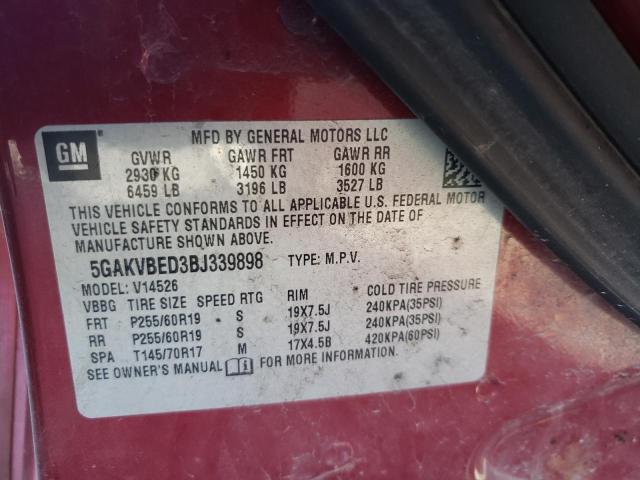 GM
MFD BY GENERAL MOTORS LLC
GVWR GAWR FRT GAWR RR
2930 KG 1450 KG 1600 KG
6459 LB 3196 LB 3527 LB
THIS VEHICLE CONFORMS TO ALL APPLICABLE U.S. FEDERAL MOTOR
VEHICLE SAFETY STANDARDS IN EFFECT ON THE DATE OF
MANUFACTURE SHOWN ABOVE.
5GAKVBED3BJ339898 TYPE: M.P.V.
MODEL: V14526
VBBG TIRE SIZE SPEED RTG RIM COLD TIRE PRESSURE
FRT P255/60R19 S 19X7.5J 240KPA(35PSI)
RR P255/60R19 S 19X7.5J 240KPA(35PSI)
SPA T145/70R17 M 17X4.5B 420KPA(60PSI)
SEE OWNER'S MANUAL FOR MORE INFORMATION.